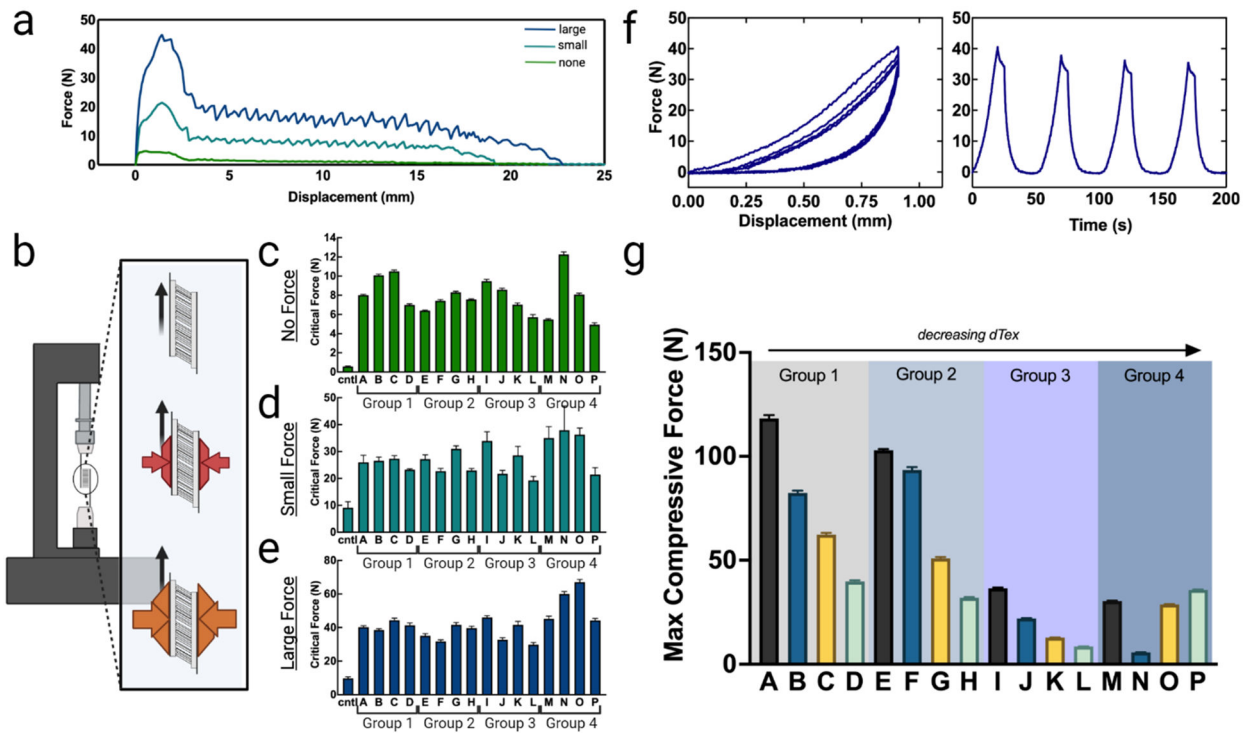 a
50
40
30
20
10
0
Force (N)
large
small
none
0 5 10 15 20 25
Displacement (mm)
f
50
40
30
20
10
0
Force (N)
0.00 0.25 0.50 0.75 1.00
Displacement (mm)
50
40
30
20
10
0
0 50 100 150 200
Time (s)
b
c
No Force
Critical Force (N)
14
12
10
8
6
4
2
0
cntl A B C D E F G H I J K L M N O P
Group 1 Group 2 Group 3 Group 4
d
Small Force
Critical Force (N)
50
40
30
20
10
0
cntl A B C D E F G H I J K L M N O P
Group 1 Group 2 Group 3 Group 4
e
Large Force
Critical Force (N)
80
60
40
20
0
cntl A B C D E F G H I J K L M N O P
Group 1 Group 2 Group 3 Group 4
g
decreasing dTex
Max Compressive Force (N)
150
100
50
0
Group 1 Group 2 Group 3 Group 4
A B C D E F G H I J K L M N O P